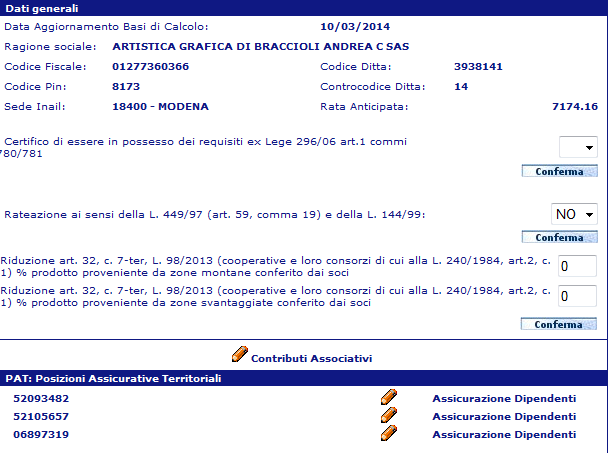 Dati generali
Data Aggiornamento Basi di Calcolo: 10/03/2014
Ragione sociale: ARTISTICA GRAFICA DI BRACCIOLI ANDREA C SAS
Codice Fiscale: 01277360366 Codice Ditta: 3938141
Codice Pin: 8173 Controcodice Ditta: 14
Sede Inail: 18400 - MODENA Rata Anticipata: 7174.16
Certifico di essere in possesso dei requisiti ex Lege 296/06 art.1 commi
780/781
Conferma
Rateazione ai sensi della L. 449/97 (art. 59, comma 19) e della L. 144/99: NO
Conferma
Riduzione art. 32, c. 7-ter, L. 98/2013 (cooperative e loro consorzi di cui alla L. 240/1984, art.2, c.
1) % prodotto proveniente da zone montane conferito dai soci 0
Riduzione art. 32, c. 7-ter, L. 98/2013 (cooperative e loro consorzi di cui alla L. 240/1984, art.2, c.
1) % prodotto proveniente da zone svantaggiate conferito dai soci 0
Conferma
Contributi Associativi
PAT: Posizioni Assicurative Territoriali
52093482 Assicurazione Dipendenti
52105657 Assicurazione Dipendenti
06897319 Assicurazione Dipendenti